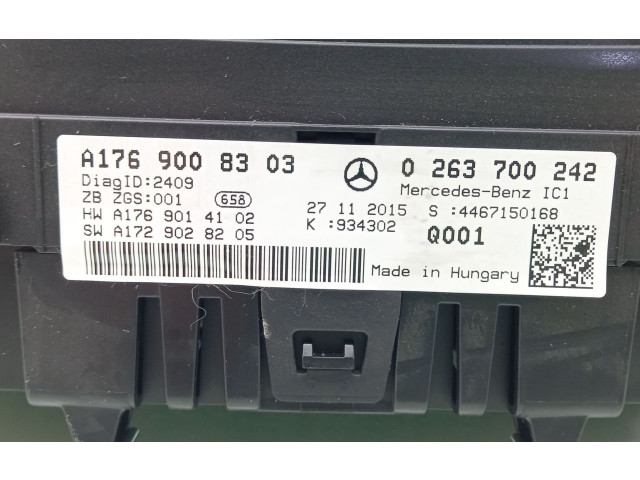 A176 900 83 03
0 263 700 242
DiagID:2409
Mercedes-Benz IC1
ZB ZGS:001
658
27 11 2015 S :4467150168
HW A176 901 41 02
K :934302
Q001
SW A172 902 82 05
Made in Hungary